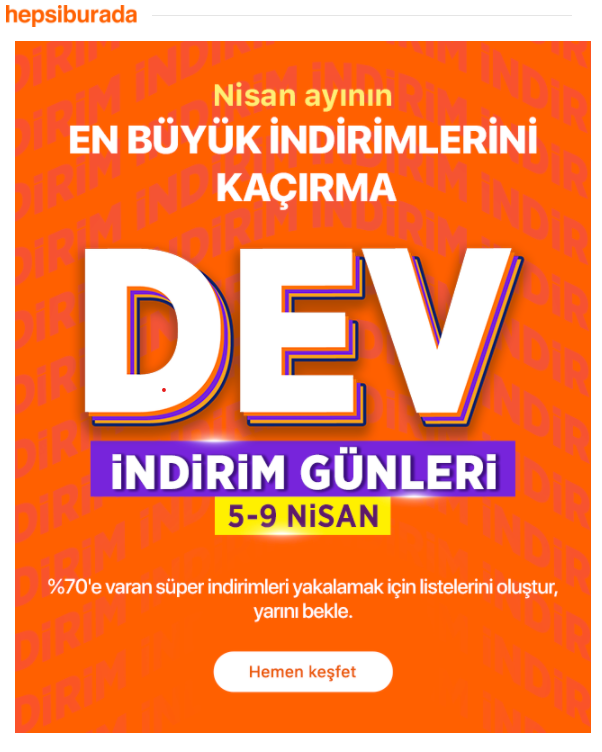 hepsiburada
Nisan ayının
EN BÜYÜK İNDİRİMLERİNİ
KAÇIRMA
DEV
İNDİRİM GÜNLERİ
5-9 NİSAN
%70'e varan süper indirimleri yakalamak için listelerini oluştur,
yarını bekle.
Hemen keşfet